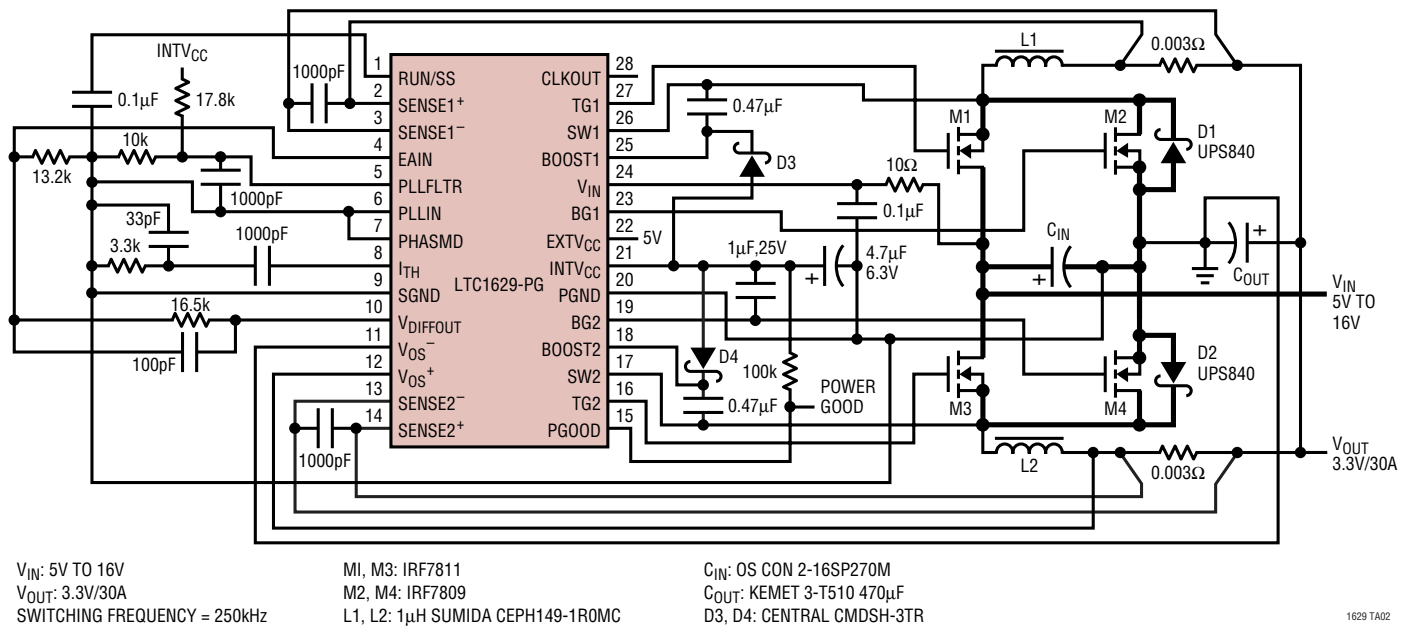 INTVCC
0.1µF
17.8k
10k
13.2k
1000pF
33pF
3.3k
1000pF
16.5k
100pF
1000pF
1000pF
1
2
3
4
5
6
7
8
9
10
11
12
13
14
RUN/SS
SENSE1+
SENSE1–
EAIN
PLLFLTR
PLLIN
PHASMD
ITH
SGND
VDIFFOUT
VOS–
VOS+
SENSE2–
SENSE2+
LTC1629-PG
CLKOUT
TG1
SW1
BOOST1
VIN
BG1
EXTVCC
INTVCC
PGND
BG2
BOOST2
SW2
TG2
PGOOD
28
27
26
25
24
23
22
21
20
19
18
17
16
15
5V
0.47µF
D3
10Ω
0.1µF
1µF,25V
4.7µF
6.3V
+
D4
0.47µF
100k
POWER
GOOD
L1
0.003Ω
M1
M2
D1
UPS840
CIN
+
+
COUT
VIN
5V TO
16V
M3
M4
D2
UPS840
L2
0.003Ω
VOUT
3.3V/30A
VIN: 5V TO 16V
VOUT: 3.3V/30A
SWITCHING FREQUENCY = 250kHz
MI, M3: IRF7811
M2, M4: IRF7809
L1, L2: 1µH SUMIDA CEPH149-1R0MC
CIN: OS CON 2-16SP270M
COUT: KEMET 3-T510 470µF
D3, D4: CENTRAL CMDSH-3TR
1629 TA02